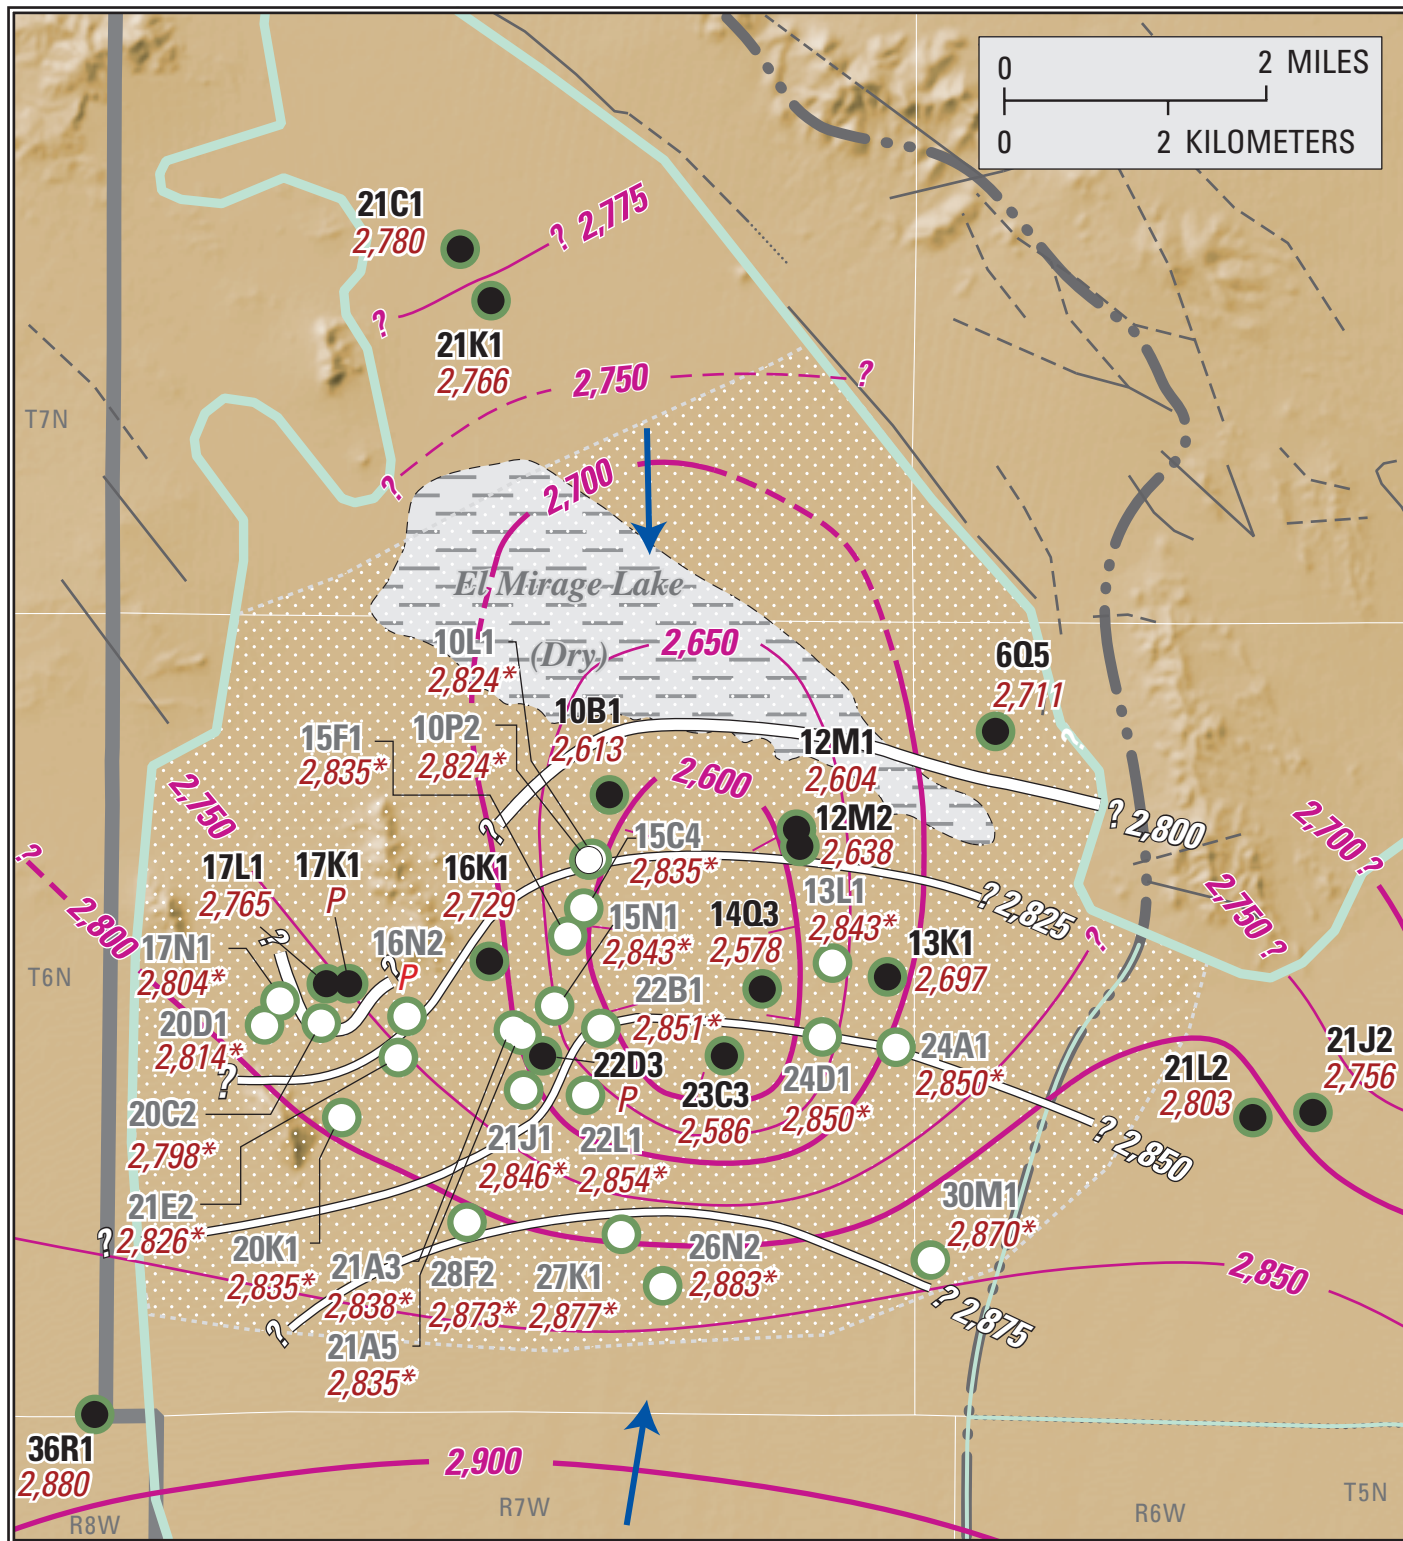 0 2 MILES
0 2 KILOMETERS
21C1
2,780
? 2,775
?
21K1
2,766
2,750
?
?
T7N
2,700
El Mirage Lake
(Dry)
10L1
2,824*
2,650
6Q5
2,711
15F1
2,835*
10P2
2,824*
10B1
2,613
12M1
2,604
?
2,750
2,600
?
? 2,800
12M2
2,638
2,700 ?
?
17L1
2,765
17K1
P
16K1
2,729
15C4
2,835*
2,800
14Q3
2,578
13L1
2,843*
? 2,825
2,750 ?
17N1
2,804*
?
16N2
P
?
15N1
2,843*
13K1
2,697
?
T6N
20D1
2,814*
22B1
2,851*
24A1
2,850*
21J2
2,756
21L2
2,803
?
20C2
2,798*
22D3
P
23C3
2,586
24D1
2,850*
? 2,850
21J1
2,846*
22L1
2,854*
21E2
2,826*
?
20K1
2,835*
30M1
2,870*
21A3
2,838*
28F2
2,873*
27K1
2,877*
26N2
2,883*
2,850
?
? 2,875
21A5
2,835*
36R1
2,880
2,900
R8W
R7W
R6W
T5N